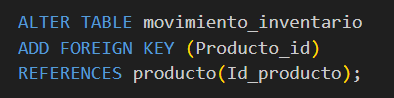 ALTER TABLE movimiento_inventario
ADD FOREIGN KEY (Producto_id)
REFERENCES producto(Id_producto);